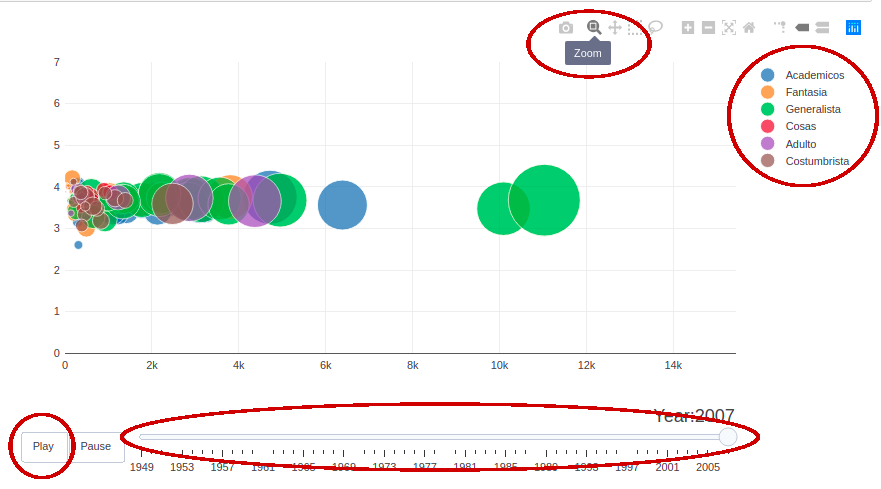 Zoom
7
6
5
4
3
2
1
0
0 2k 4k 6k 8k 10k 12k 14k
Academicos
Fantasia
Generalista
Cosas
Adulto
Costumbrista
Year:2007
Play Pause
1949 1953 1957 1961 1965 1969 1973 1977 1981 1985 1989 1993 1997 2001 2005